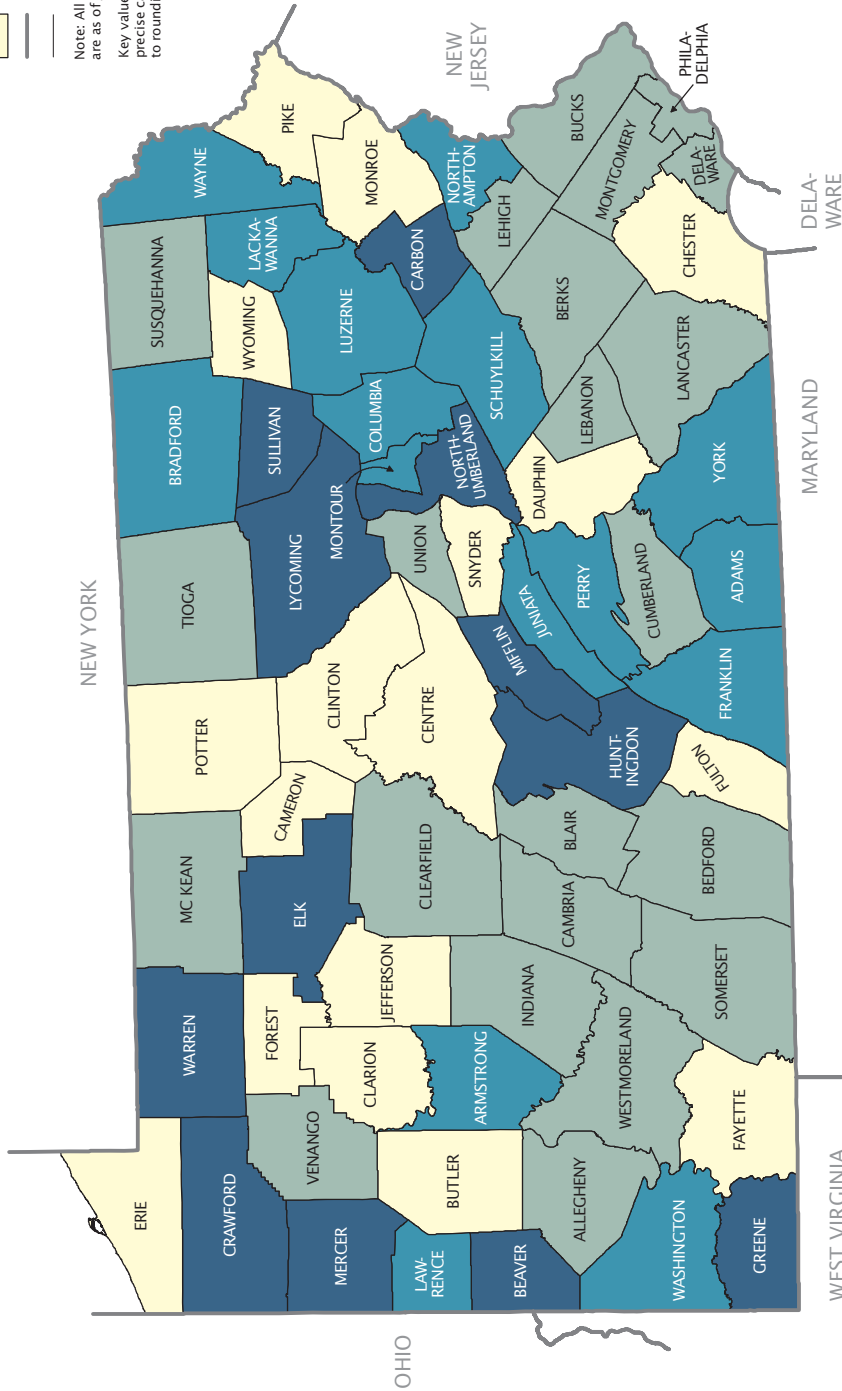 Note: All
are as of
Key value
precise c
to roundi
NEW YORK
NEW
JERSEY
DELA-
WARE
MARYLAND
WEST VIRGINIA
OHIO
ERIE
CRAWFORD
WARREN
MC KEAN
POTTER
TIOGA
BRADFORD
SUSQUEHANNA
WAYNE
PIKE
MERCER
VENANGO
FOREST
ELK
CAMERON
CLINTON
LYCOMING
SULLIVAN
WYOMING
LACKA-
WANNA
LUZERNE
MONROE
LAW-
RENCE
BUTLER
CLARION
JEFFERSON
CLEARFIELD
CENTRE
UNION
MONTOUR
COLUMBIA
NORTH-
UMBERLAND
CARBON
NORTH-
AMPTON
BEAVER
ARMSTRONG
INDIANA
CAMBRIA
BLAIR
HUNT-
INGDON
MIFFLIN
SNYDER
JUNIATA
PERRY
DAUPHIN
SCHUYLKILL
LEBANON
BERKS
LEHIGH
BUCKS
MONTGOMERY
PHILA-
DELPHIA
DELA-
WARE
ALLEGHENY
WESTMORELAND
WASHINGTON
GREENE
FAYETTE
SOMERSET
BEDFORD
FULTON
FRANKLIN
CUMBERLAND
ADAMS
YORK
LANCASTER
CHESTER